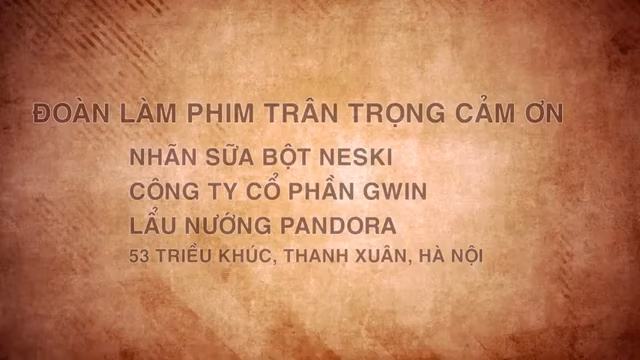 ĐOÀN LÀM PHIM TRÂN TRỌNG CẢM ƠN
NHÃN SỮA BỘT NESKI
CÔNG TY CỔ PHẦN GWIN
LẨU NƯỚNG PANDORA
53 TRIỀU KHÚC, THANH XUÂN, HÀ NỘI